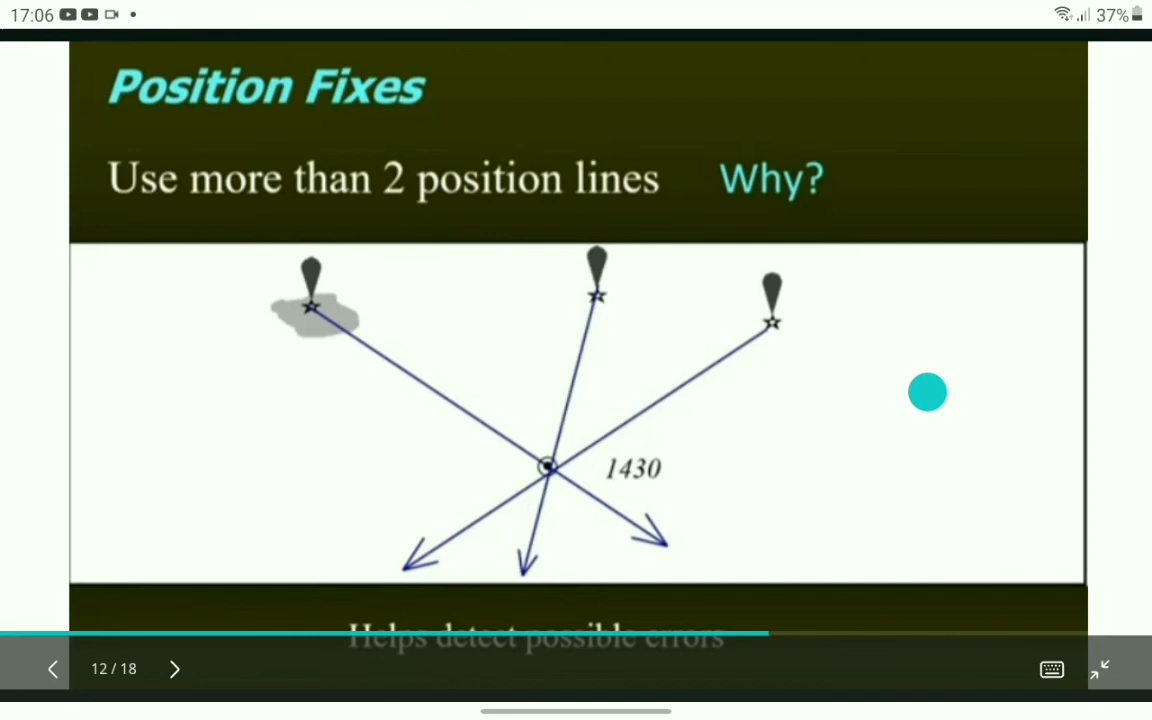 17:06
37%
Position Fixes
Use more than 2 position lines Why?
1430
Helps detect possible errors
12 / 18